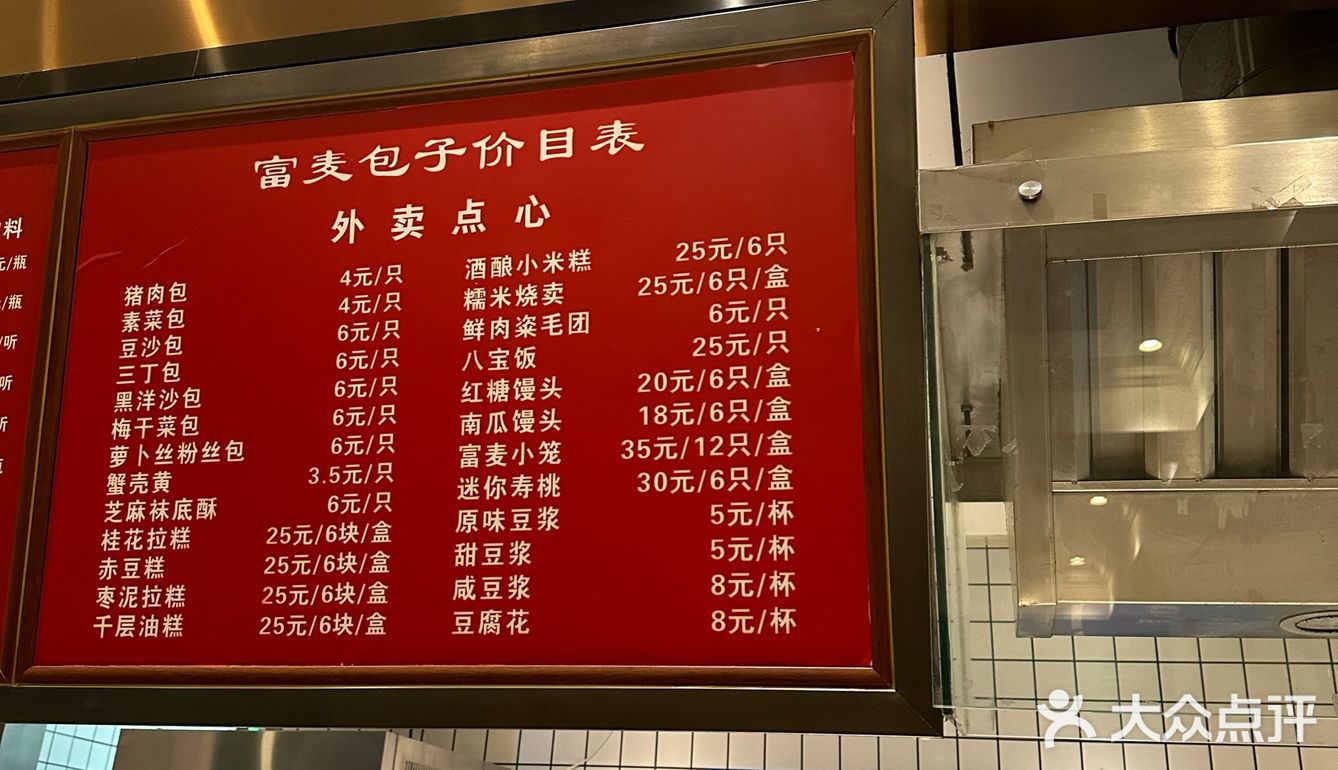 富麦包子价目表
外卖点心
猪肉包 4元/只
素菜包 4元/只
豆沙包 6元/只
三丁包 6元/只
黑洋沙包 6元/只
梅干菜包 6元/只
萝卜丝粉丝包 6元/只
蟹壳黄 3.5元/只
芝麻袜底酥 6元/只
桂花拉糕 25元/6块/盒
赤豆糕 25元/6块/盒
枣泥拉糕 25元/6块/盒
千层油糕 25元/6块/盒
酒酿小米糕 25元/6只
糯米烧卖 25元/6只/盒
鲜肉粢毛团 6元/只
八宝饭 25元/只
红糖馒头 20元/6只/盒
南瓜馒头 18元/6只/盒
富麦小笼 35元/12只/盒
迷你寿桃 30元/6只/盒
原味豆浆 5元/杯
甜豆浆 5元/杯
咸豆浆 8元/杯
豆腐花 8元/杯
料
元/瓶
/瓶
/听
听
大众点评